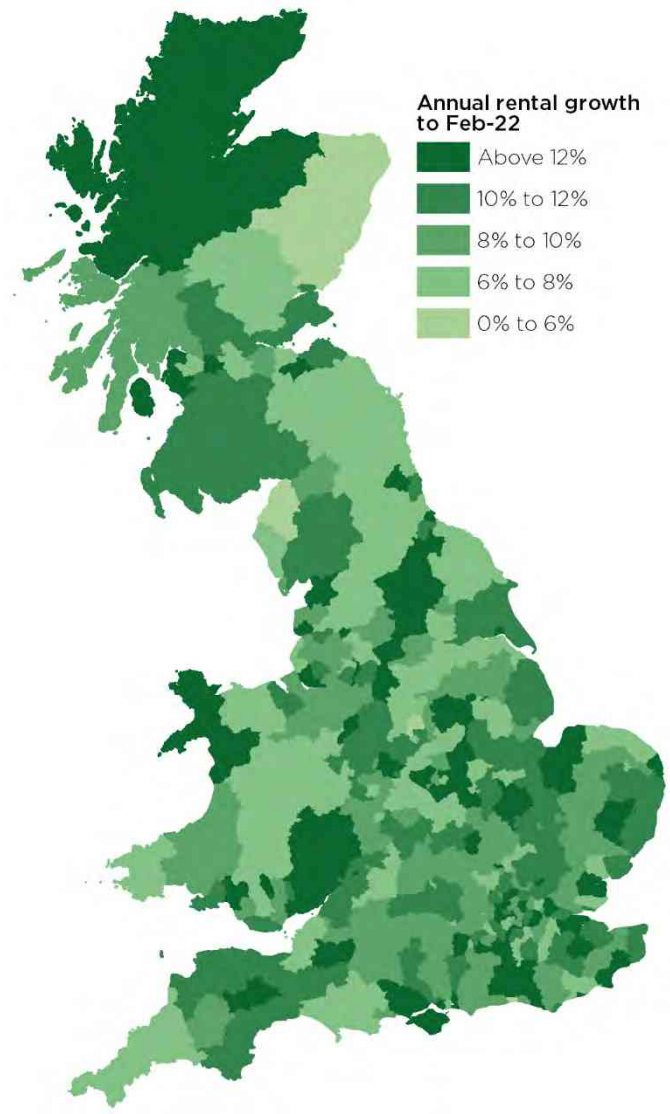 Annual rental growth
to Feb-22
Above 12%
10% to 12%
8% to 10%
6% to 8%
0% to 6%